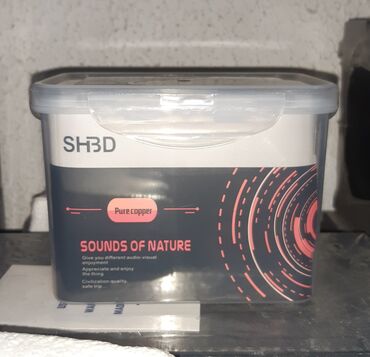 SHBD
Pure copper
SOUNDS OF NATURE
Give you different audio-visual
enjoyment
Appreciate and enjoy
the thing
Civilization quality
safe trip